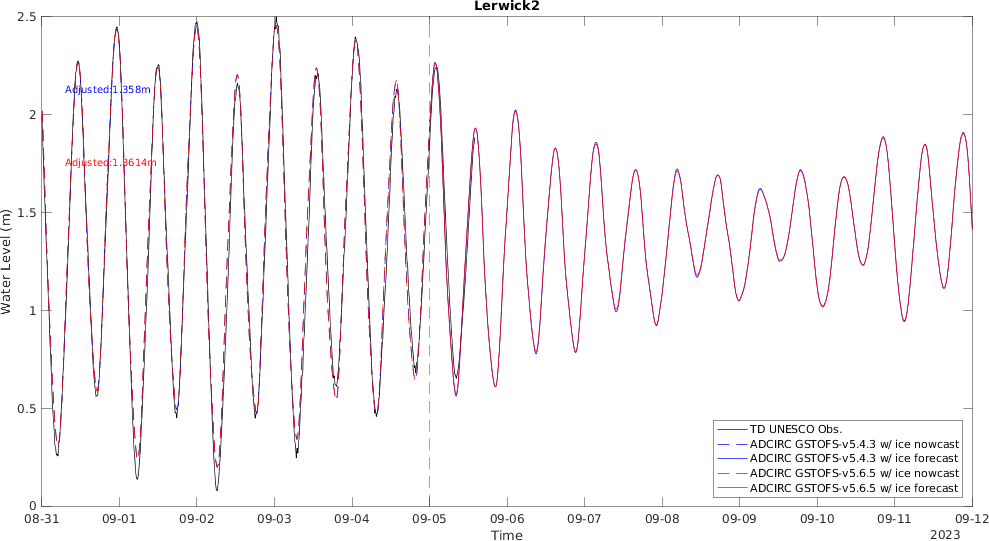 Lerwick2
2.5
2
1.5
1
0.5
0
Water Level (m)
Adjusted:1.358m
Adjusted:1.3614m
TD UNESCO Obs.
ADCIRC GSTOFS-v5.4.3 w/ ice nowcast
ADCIRC GSTOFS-v5.4.3 w/ ice forecast
ADCIRC GSTOFS-v5.6.5 w/ ice nowcast
ADCIRC GSTOFS-v5.6.5 w/ ice forecast
08-31 09-01 09-02 09-03 09-04 09-05 09-06 09-07 09-08 09-09 09-10 09-11 09-12
Time
2023